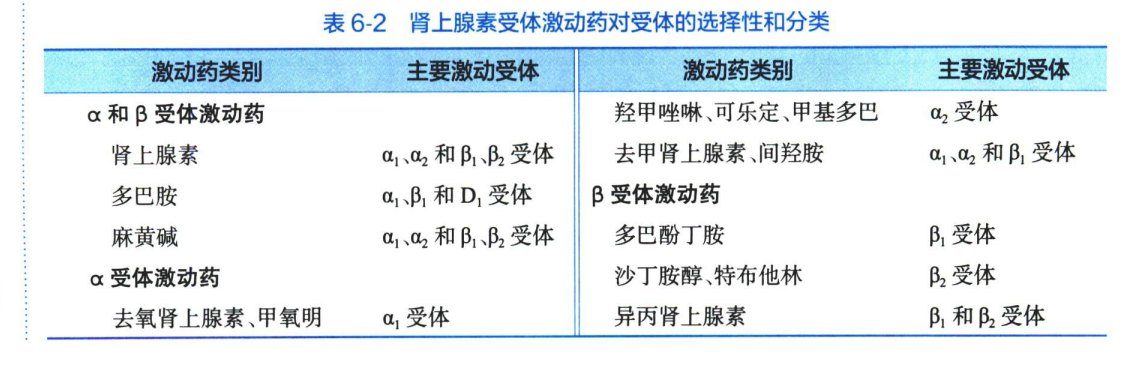 表 6-2 肾上腺素受体激动药对受体的选择性和分类
激动药类别 主要激动受体
α 和 β 受体激动药
肾上腺素 α₁、α₂ 和 β₁、β₂ 受体
多巴胺 α₁、β₁ 和 D₁ 受体
麻黄碱 α₁、α₂ 和 β₁、β₂ 受体
α 受体激动药
去氧肾上腺素、甲氧明 α₁ 受体
激动药类别 主要激动受体
羟甲唑啉、可乐定、甲基多巴 α₂ 受体
去甲肾上腺素、间羟胺 α₁、α₂ 和 β₁ 受体
β 受体激动药
多巴酚丁胺 β₁ 受体
沙丁胺醇、特布他林 β₂ 受体
异丙肾上腺素 β₁ 和 β₂ 受体